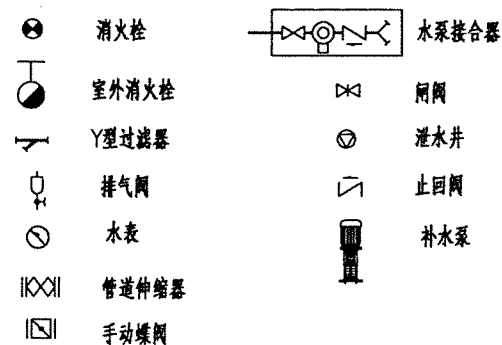 消火栓
室外消火栓
Y型过滤器
排气阀
水表
管道伸缩器
手动蝶阀
水泵接合器
闸阀
泄水井
止回阀
补水泵